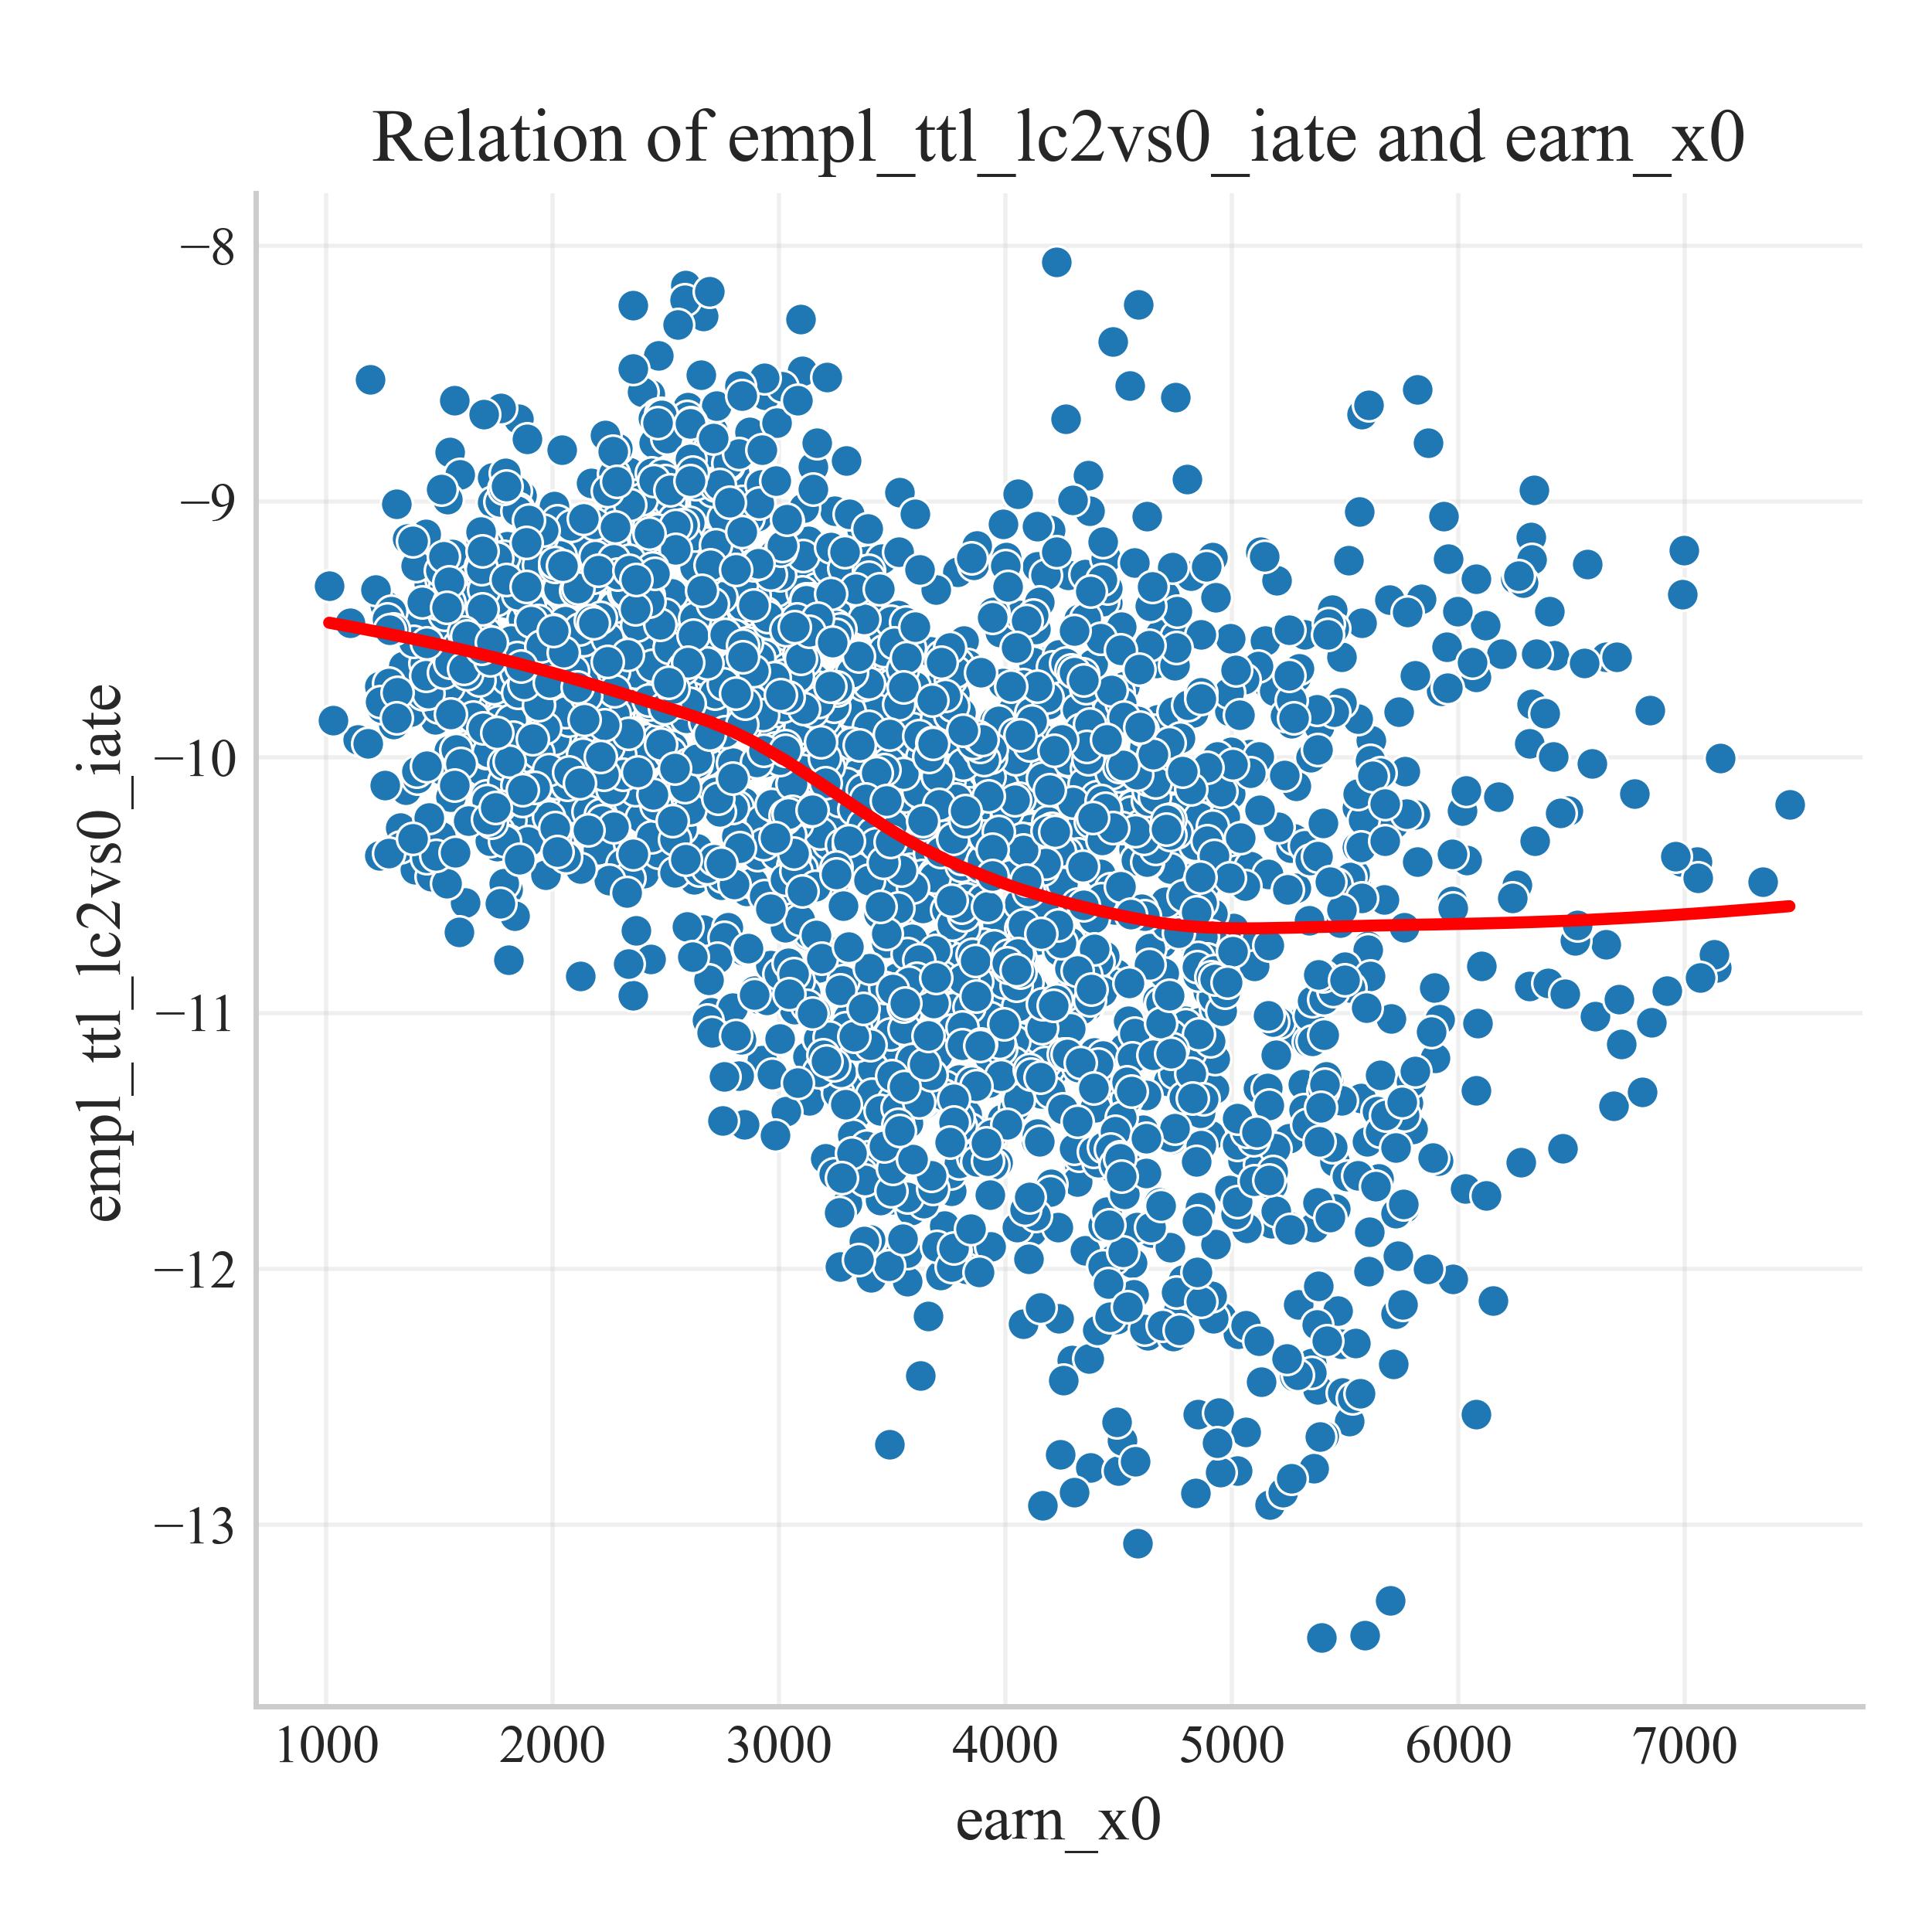 Relation of empl_ttl_lc2vs0_iate and earn_x0
empl_ttl_lc2vs0_iate
−8
−9
−10
−11
−12
−13
1000 2000 3000 4000 5000 6000 7000
earn_x0